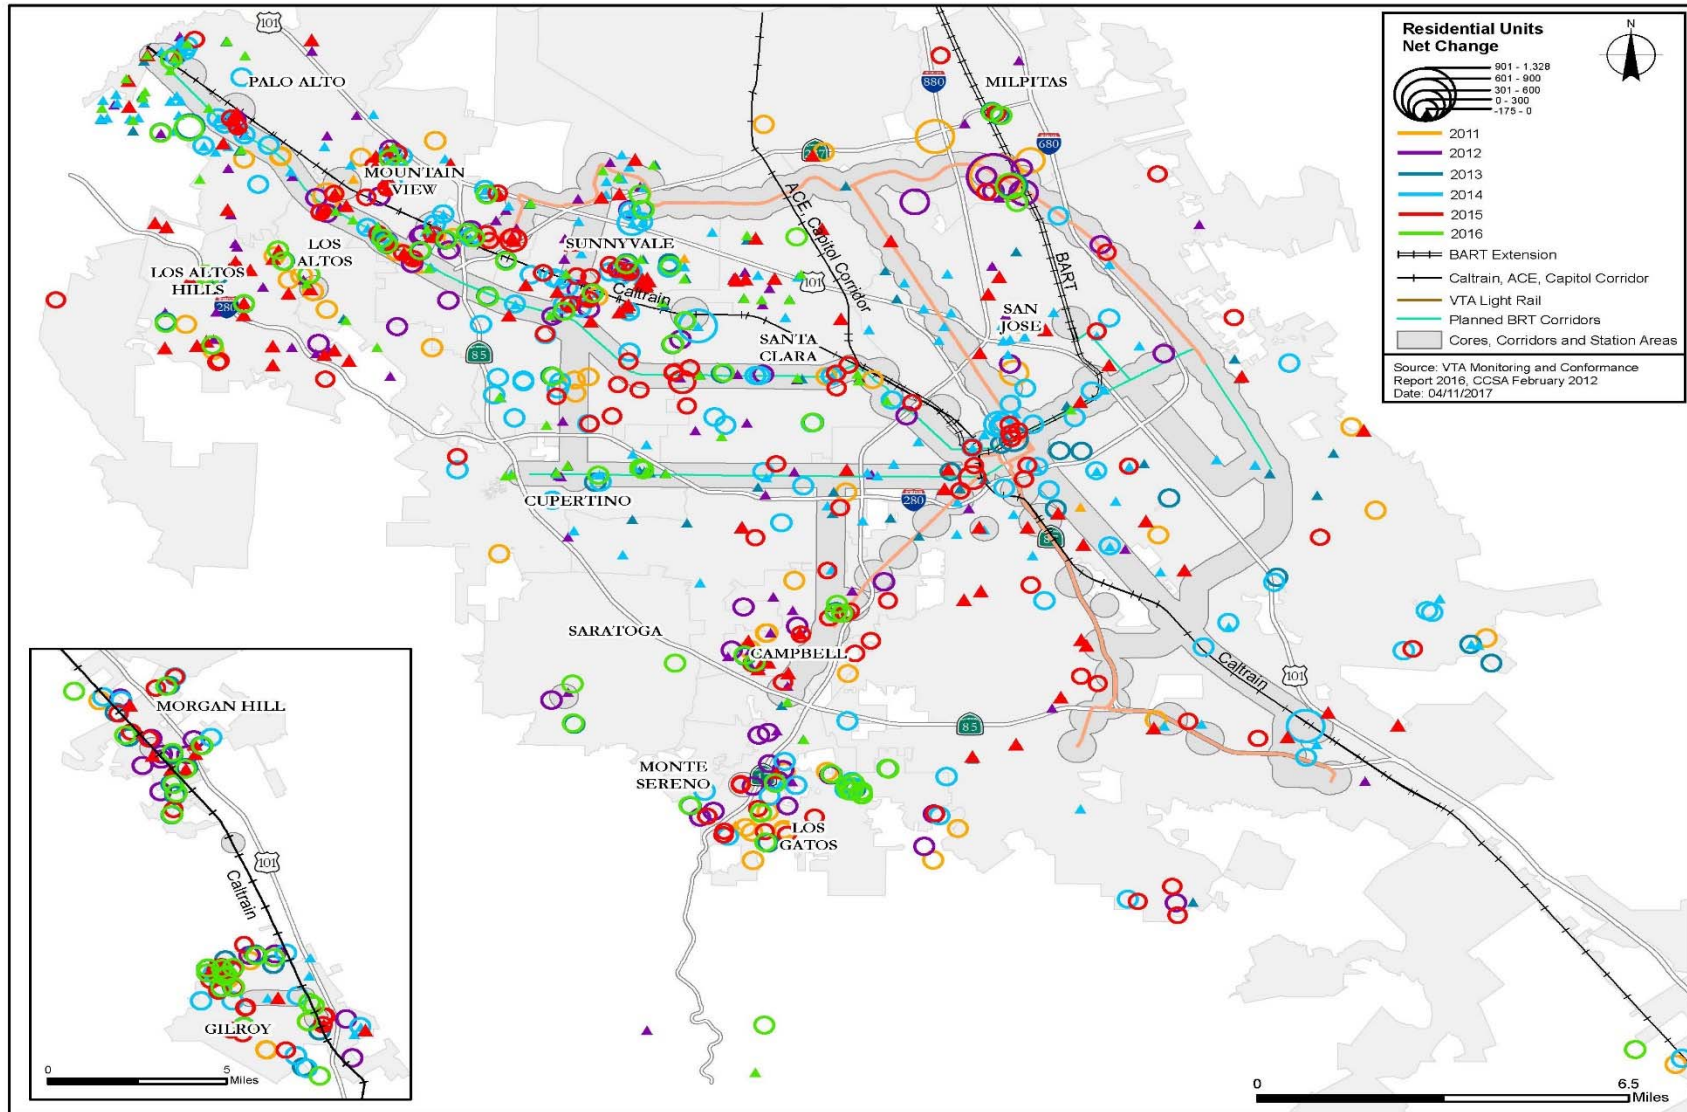 Residential Units
Net Change
901 - 1,328
601 - 900
301 - 600
0 - 300
-175 - 0
2011
2012
2013
2014
2015
2016
BART Extension
Caltrain, ACE, Capitol Corridor
VTA Light Rail
Planned BRT Corridors
Cores, Corridors and Station Areas
Source: VTA Monitoring and Conformance
Report 2016, CCSA February 2012
Date: 04/11/2017
N
101
PALO ALTO
MILPITAS
880
680
MOUNTAIN
VIEW
ACE, Capitol Corridor
BART
LOS
ALTOS
LOS ALTOS
HILLS
280
SUNNYVALE
Caltrain
101
SAN
JOSE
SANTA
CLARA
85
CUPERTINO
280
SARATOGA
CAMPBELL
Caltrain
101
85
MONTE
SERENO
LOS
GATOS
MORGAN HILL
101
Caltrain
GILROY
0
5
Miles
0
6.5
Miles